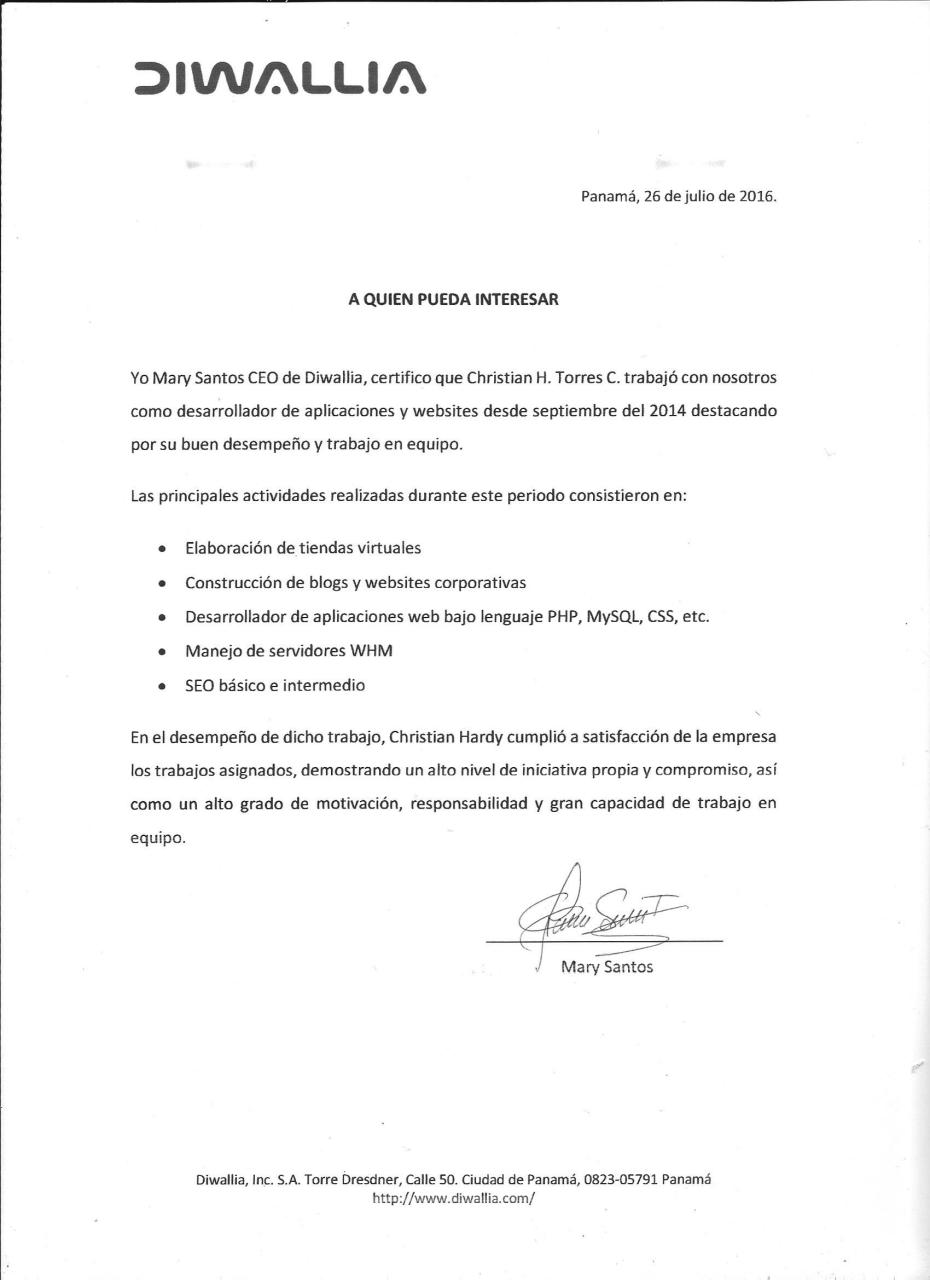 DIWALLIA
Panamá, 26 de julio de 2016.
A QUIEN PUEDA INTERESAR
Yo Mary Santos CEO de Diwallia, certifico que Christian H. Torres C. trabajó con nosotros
como desarrollador de aplicaciones y websites desde septiembre del 2014 destacando
por su buen desempeño y trabajo en equipo.
Las principales actividades realizadas durante este periodo consistieron en:
• Elaboración de tiendas virtuales
• Construcción de blogs y websites corporativas
• Desarrollador de aplicaciones web bajo lenguaje PHP, MySQL, CSS, etc.
• Manejo de servidores WHM
• SEO básico e intermedio
En el desempeño de dicho trabajo, Christian Hardy cumplió a satisfacción de la empresa
los trabajos asignados, demostrando un alto nivel de iniciativa propia y compromiso, así
como un alto grado de motivación, responsabilidad y gran capacidad de trabajo en
equipo.
Mary Santos
Diwallia, Inc. S.A. Torre Dresdner, Calle 50. Ciudad de Panamá, 0823-05791 Panamá
http://www.diwallia.com/